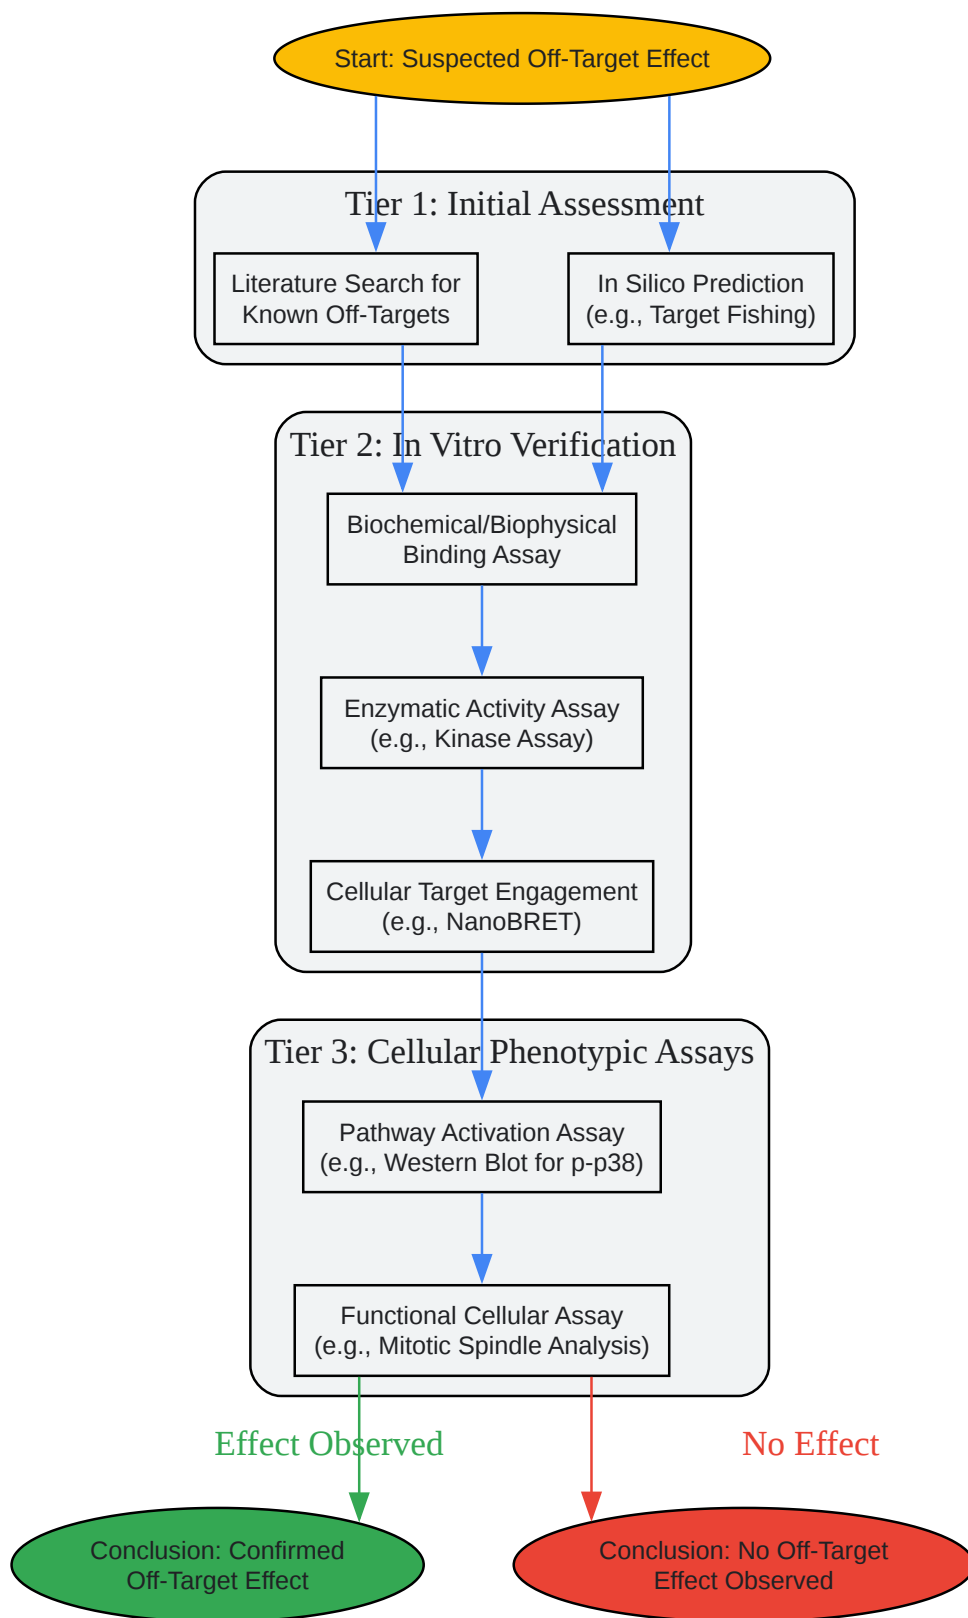 Start: Suspected Off-Target Effect
Tier 1: Initial Assessment
Literature Search for
Known Off-Targets
In Silico Prediction
(e.g., Target Fishing)
Tier 2: In Vitro Verification
Biochemical/Biophysical
Binding Assay
Enzymatic Activity Assay
(e.g., Kinase Assay)
Cellular Target Engagement
(e.g., NanoBRET)
Tier 3: Cellular Phenotypic Assays
Pathway Activation Assay
(e.g., Western Blot for p-p38)
Functional Cellular Assay
(e.g., Mitotic Spindle Analysis)
Effect Observed
No Effect
Conclusion: Confirmed
Off-Target Effect
Conclusion: No Off-Target
Effect Observed